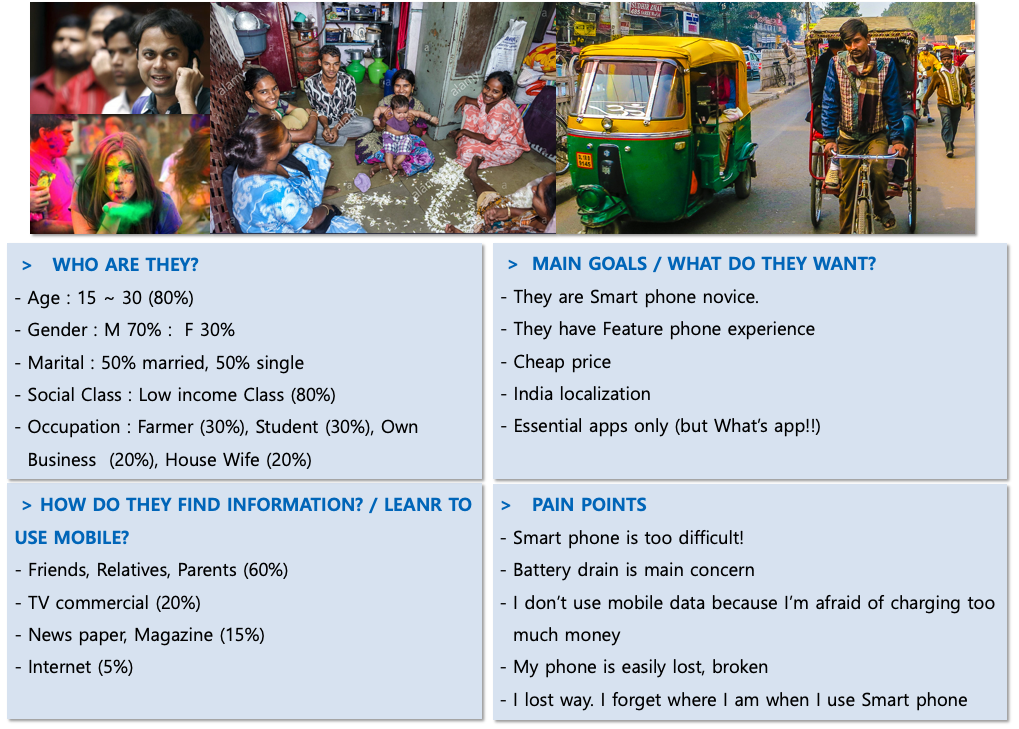 SUDHIR BHAI
alamy
alamy
> WHO ARE THEY?
- Age : 15 ~ 30 (80%)
- Gender : M 70% : F 30%
- Marital : 50% married, 50% single
- Social Class : Low income Class (80%)
- Occupation : Farmer (30%), Student (30%), Own
Business (20%), House Wife (20%)
> MAIN GOALS / WHAT DO THEY WANT?
- They are Smart phone novice.
- They have Feature phone experience
- Cheap price
- India localization
- Essential apps only (but What's app!!)
> HOW DO THEY FIND INFORMATION? / LEANR TO
USE MOBILE?
- Friends, Relatives, Parents (60%)
- TV commercial (20%)
- News paper, Magazine (15%)
- Internet (5%)
> PAIN POINTS
- Smart phone is too difficult!
- Battery drain is main concern
- I don't use mobile data because I'm afraid of charging too
much money
- My phone is easily lost, broken
- I lost way. I forget where I am when I use Smart phone